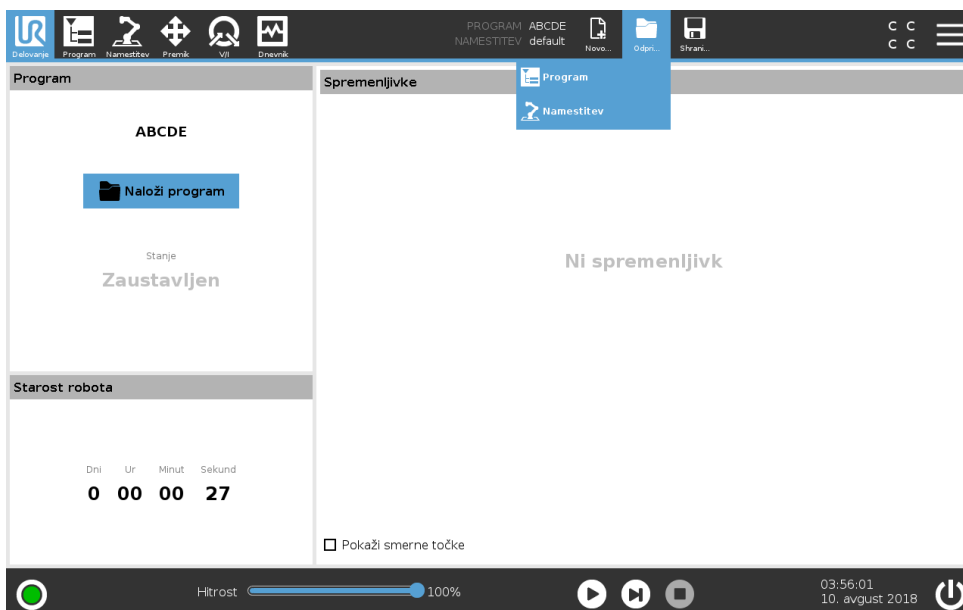 UR
Delovanje Program Namestitev Premik V/I Dnevnik
PROGRAM ABCDE
NAMESTITEV default
Novo... Odpri... Shrani...
C C
C C
Program
Namestitev
Program
ABCDE
Naloži program
Stanje
Zaustavljen
Spremenljivke
Ni spremenljivk
Starost robota
Dni Ur Minut Sekund
0 00 00 27
Pokaži smerne točke
Hitrost 100%
03:56:01
10. avgust 2018